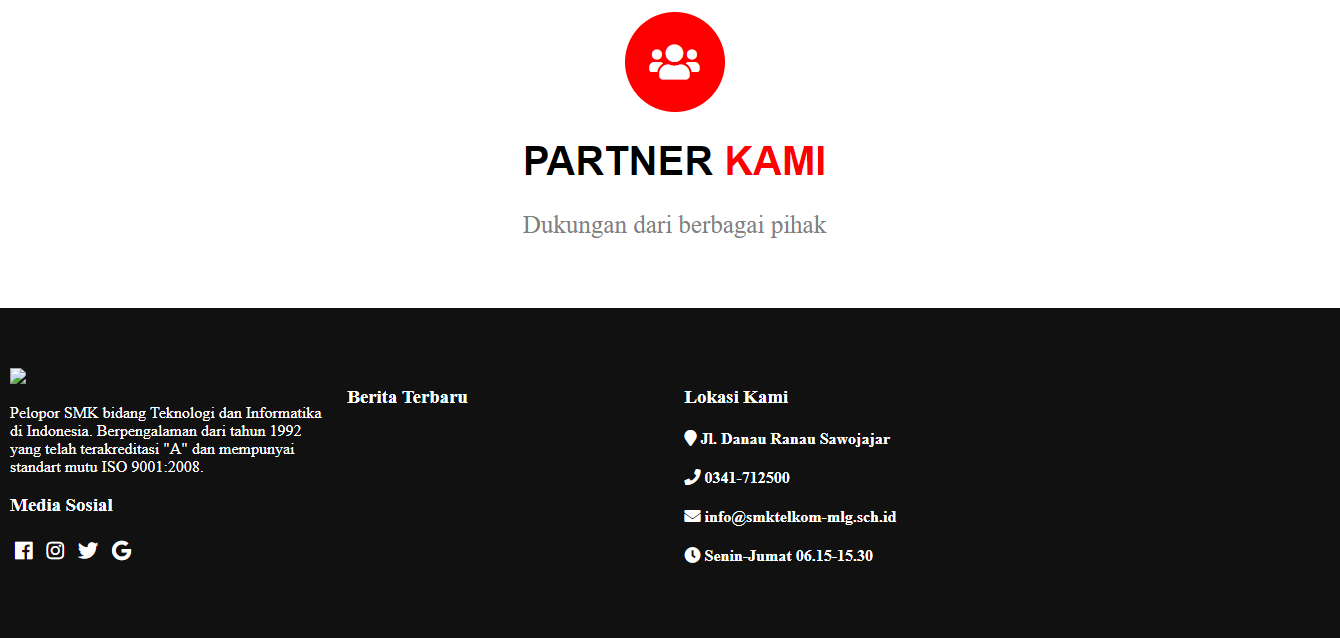 PARTNER KAMI
Dukungan dari berbagai pihak
Pelopor SMK bidang Teknologi dan Informatika
di Indonesia. Berpengalaman dari tahun 1992
yang telah terakreditasi "A" dan mempunyai
standart mutu ISO 9001:2008.
Media Sosial
Berita Terbaru
Lokasi Kami
Jl. Danau Ranau Sawojajar
0341-712500
info@smktelkom-mlg.sch.id
Senin-Jumat 06.15-15.30